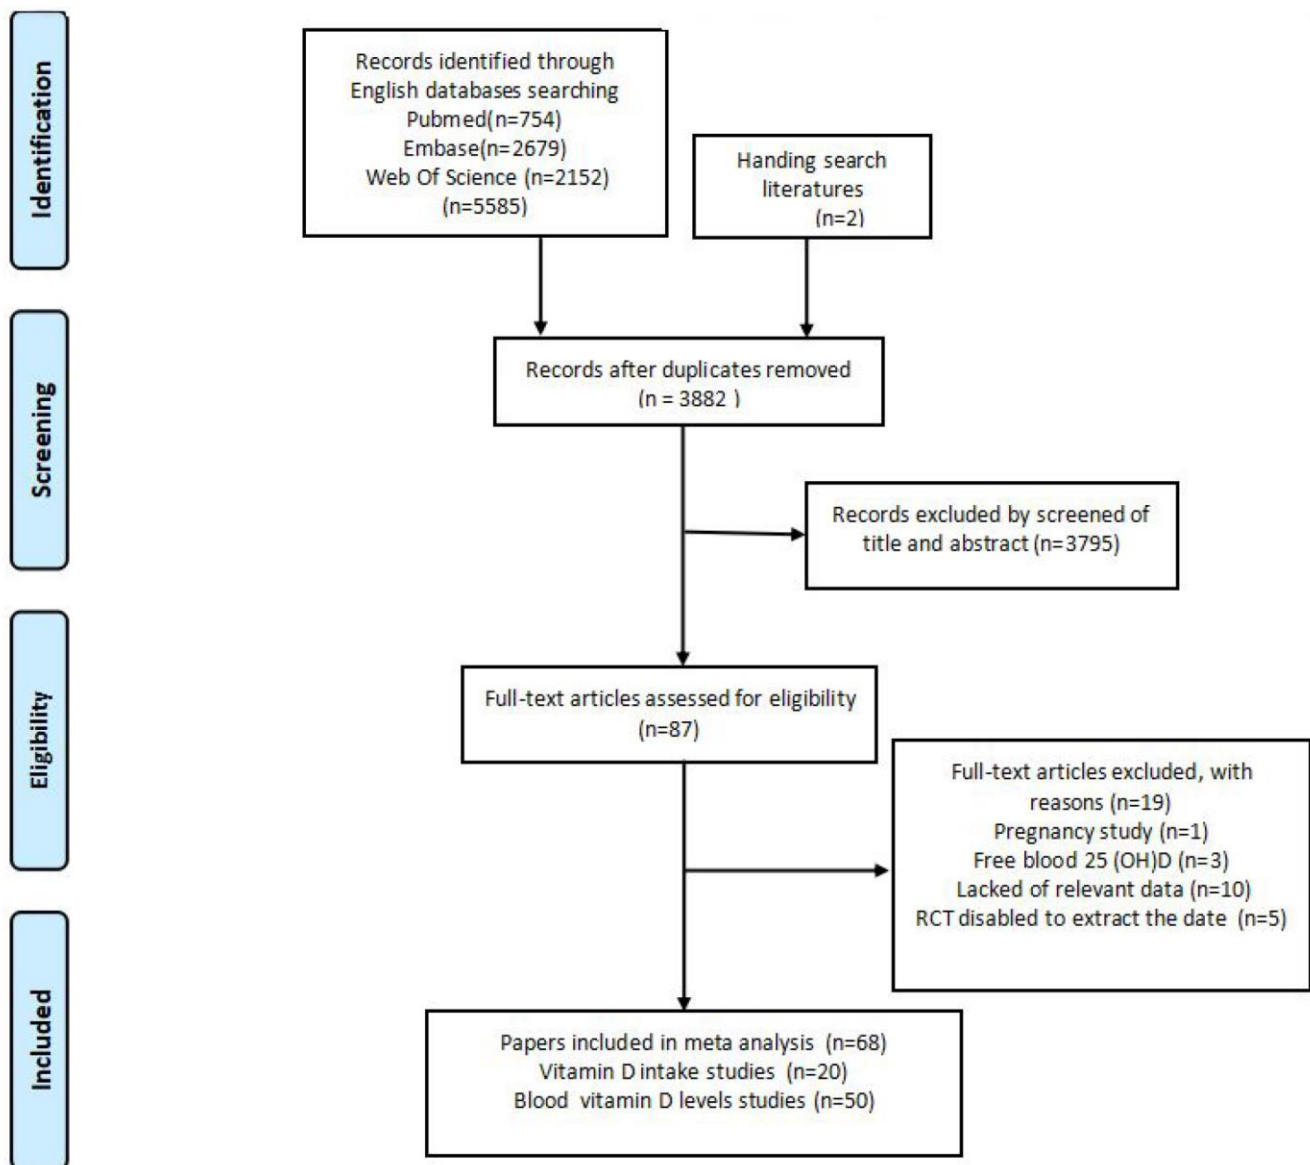 Identification
Records identified through
English databases searching
Pubmed(n=754)
Embase(n=2679)
Web Of Science (n=2152)
(n=5585)
Handing search
literatures
(n=2)
Screening
Records after duplicates removed
(n = 3882 )
Records excluded by screened of
title and abstract (n=3795)
Eligibility
Full-text articles assessed for eligibility
(n=87)
Full-text articles excluded, with
reasons (n=19)
Pregnancy study (n=1)
Free blood 25 (OH)D (n=3)
Lacked of relevant data (n=10)
RCT disabled to extract the date (n=5)
Included
Papers included in meta analysis (n=68)
Vitamin D intake studies (n=20)
Blood vitamin D levels studies (n=50)